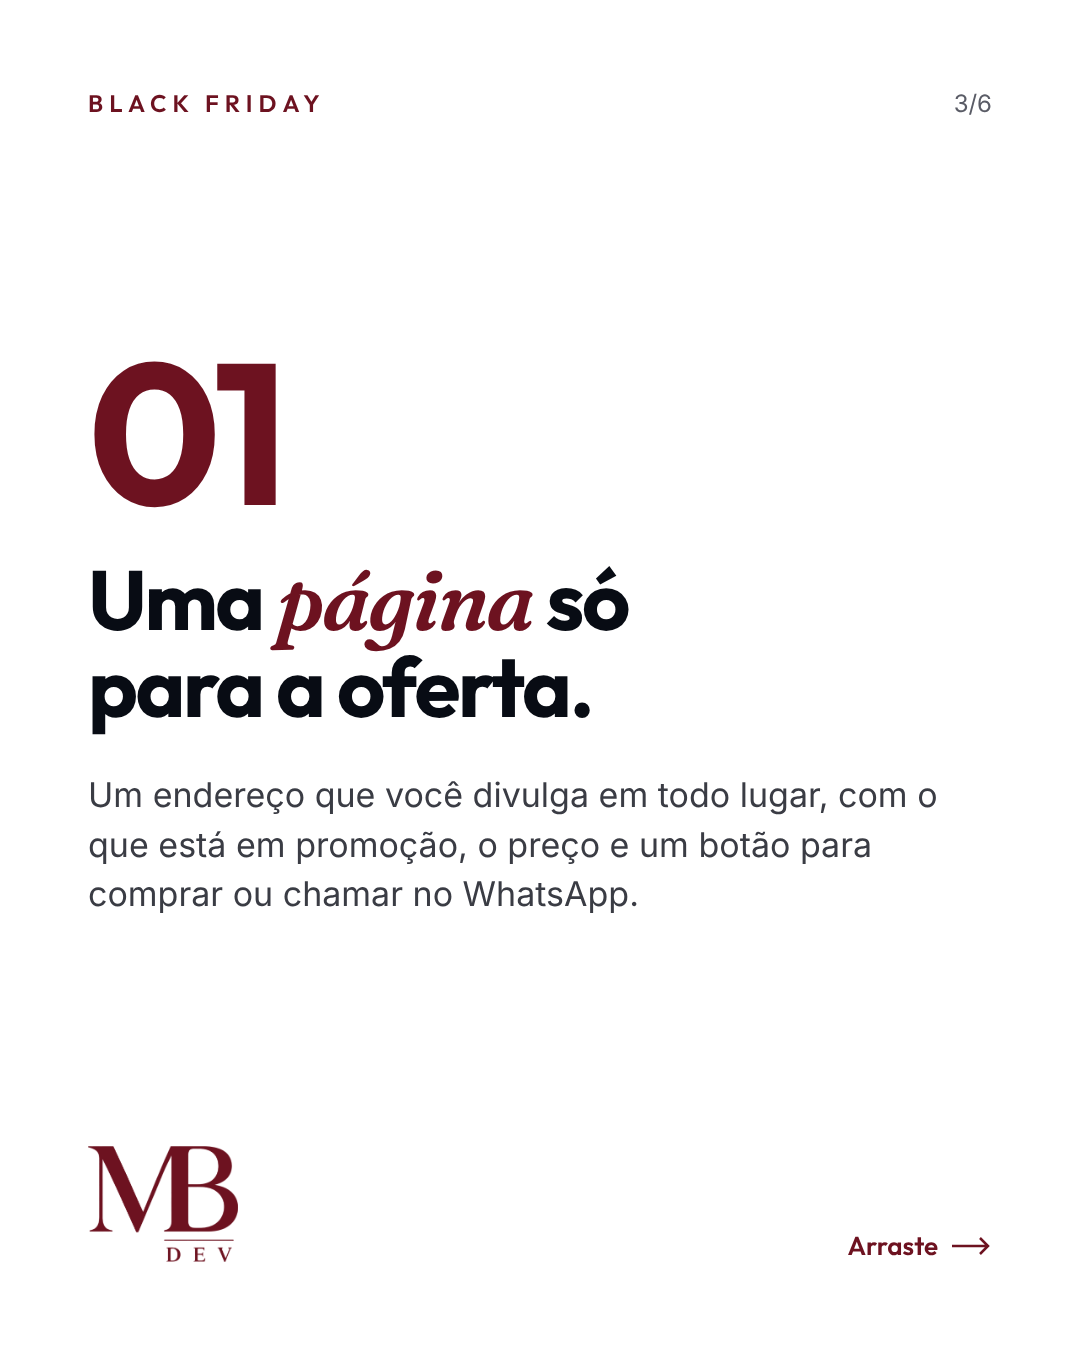 BLACK FRIDAY
3/6
01
Uma página só
para a oferta.
Um endereço que você divulga em todo lugar, com o
que está em promoção, o preço e um botão para
comprar ou chamar no WhatsApp.
MB
DEV
Arraste